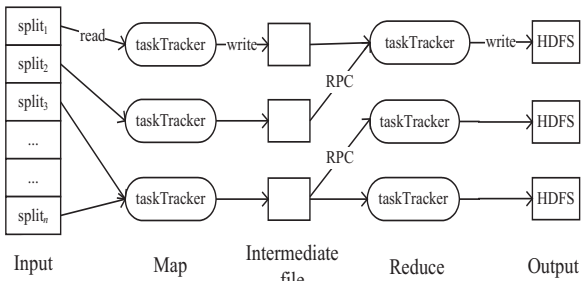 split₁
split₂
split₃
...
...
splitₙ
read
taskTracker
write
taskTracker
write
HDFS
taskTracker
RPC
taskTracker
HDFS
RPC
taskTracker
taskTracker
HDFS
Input
Map
Intermediate
file
Reduce
Output